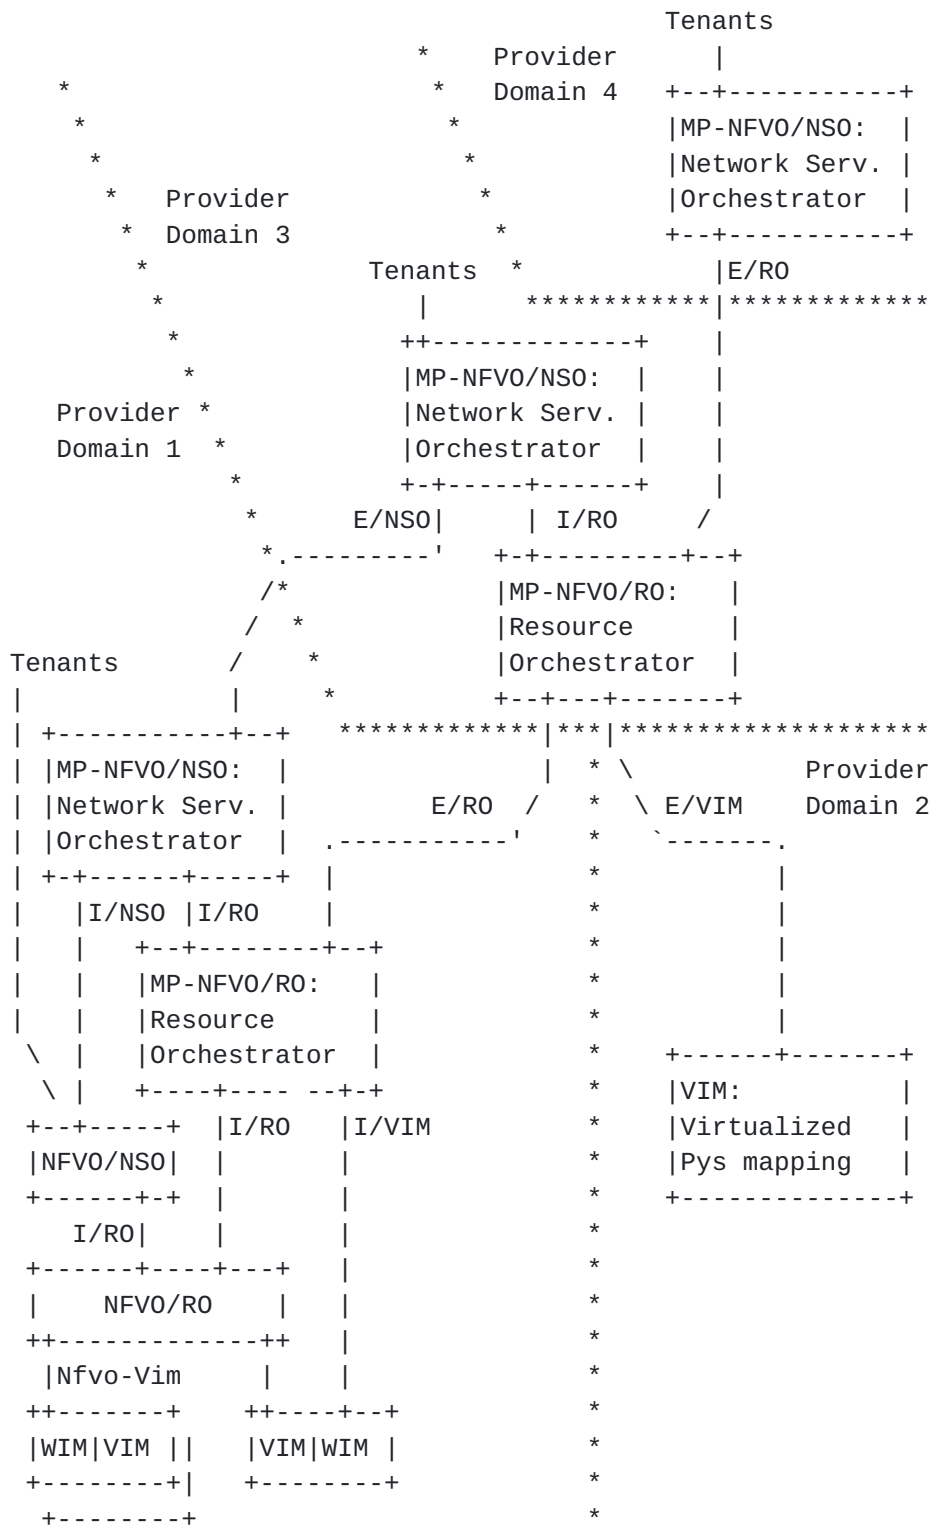 Tenants
                          *    Provider      |
   *                       *   Domain 4   +--+-----------+
    *                       *             |MP-NFVO/NSO:  |
     *                       *            |Network Serv. |
      *   Provider            *           |Orchestrator  |
       *  Domain 3             *          +--+-----------+
        *              Tenants  *            |E/RO
         *                |      ************|*************
          *              ++-------------+    |
           *             |MP-NFVO/NSO:  |    |
   Provider *            |Network Serv. |    |
   Domain 1  *           |Orchestrator  |    |
              *          +-+-----+------+    |
               *      E/NSO|     | I/RO     /
                *.---------'   +-+---------+--+
                /*             |MP-NFVO/RO:   |
               /  *            |Resource      |
Tenants       /    *           |Orchestrator  |
|             |     *          +--+---+-------+
| +-----------+--+   *************|***|********************
| |MP-NFVO/NSO:  |                |  * \           Provider
| |Network Serv. |         E/RO  /   *  \ E/VIM    Domain 2
| |Orchestrator  |  .-----------'    *   `-------.
| +-+------+-----+  |                *           |
|   |I/NSO |I/RO    |                *           |
|   |   +--+--------+--+             *           |
|   |   |MP-NFVO/RO:   |             *           |
|   |   |Resource      |             *           |
 \  |   |Orchestrator  |             *    +------+-------+
  \ |   +----+---- --+-+             *    |VIM:          |
 +--+-----+  |I/RO   |I/VIM          *    |Virtualized   |
 |NFVO/NSO|  |       |               *    |Pys mapping   |
 +------+-+  |       |               *    +--------------+
    I/RO|    |       |               *
 +------+----+---+   |               *
 |    NFVO/RO    |   |               *
 ++-------------++   |               *
  |Nfvo-Vim     |    |               *
 ++-------+    ++----+--+            *
 |WIM|VIM ||   |VIM|WIM |            *
 +--------+|   +--------+            *
  +--------+                         *